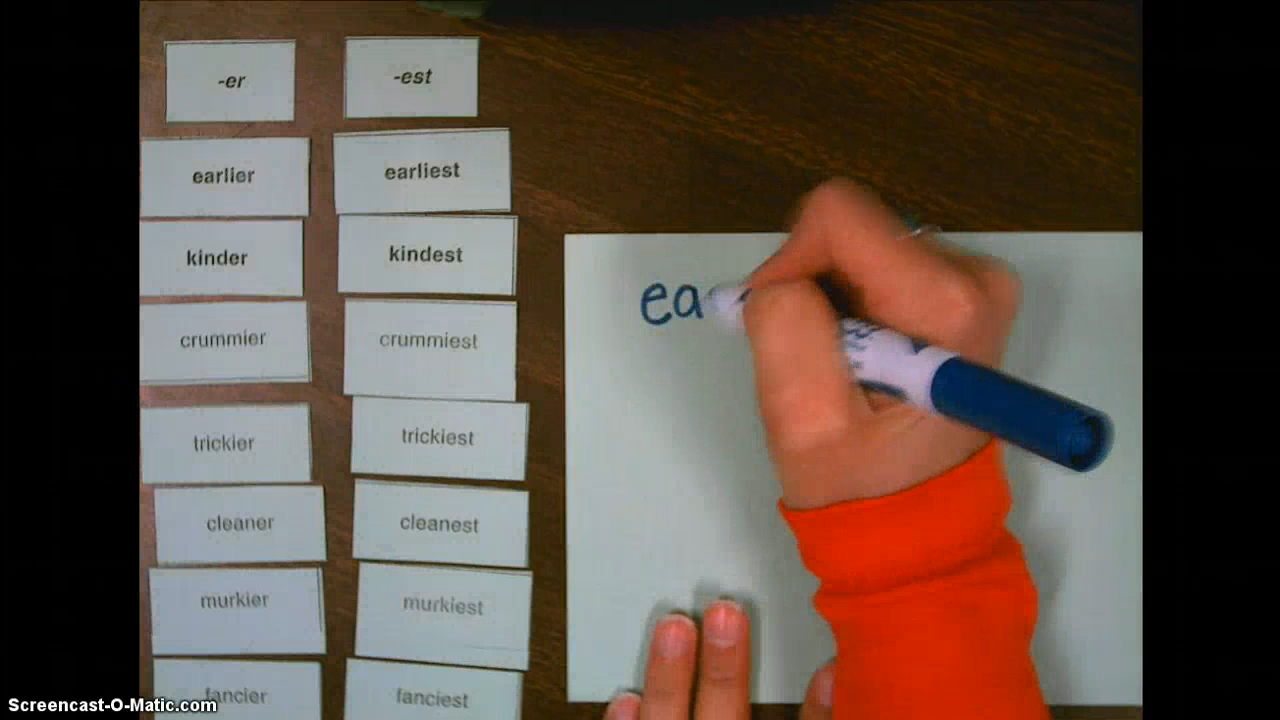 -er -est
earlier earliest
kinder kindest
ea
crummier crummiest
trickier trickiest
cleaner cleanest
murkier murkiest
fancier fanciest
Screencast-O-Matic.com